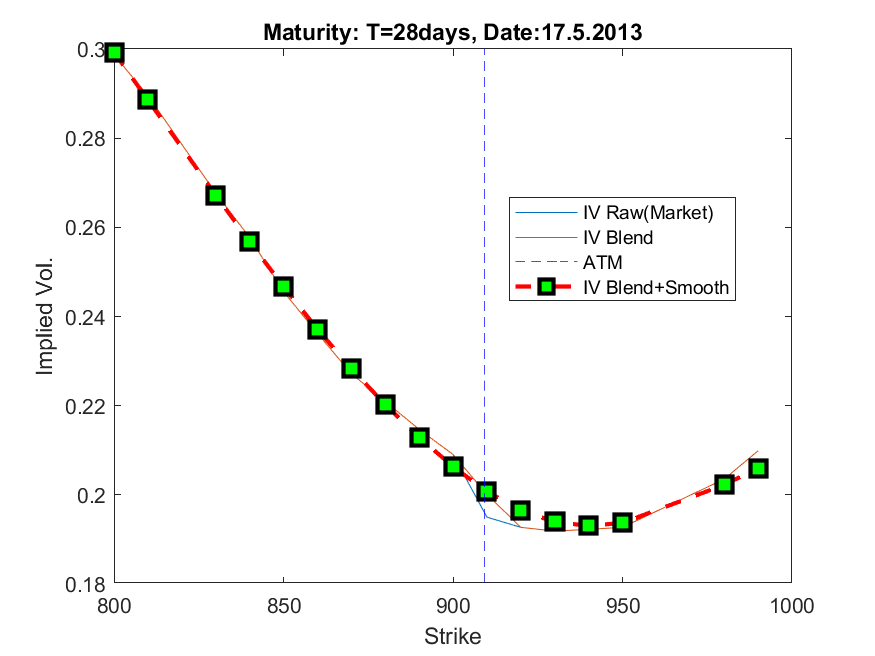 Maturity: T=28days, Date:17.5.2013
0.3
0.28
0.26
0.24
0.22
0.2
0.18
Implied Vol.
IV Raw(Market)
IV Blend
ATM
IV Blend+Smooth
800
850
900
950
1000
Strike